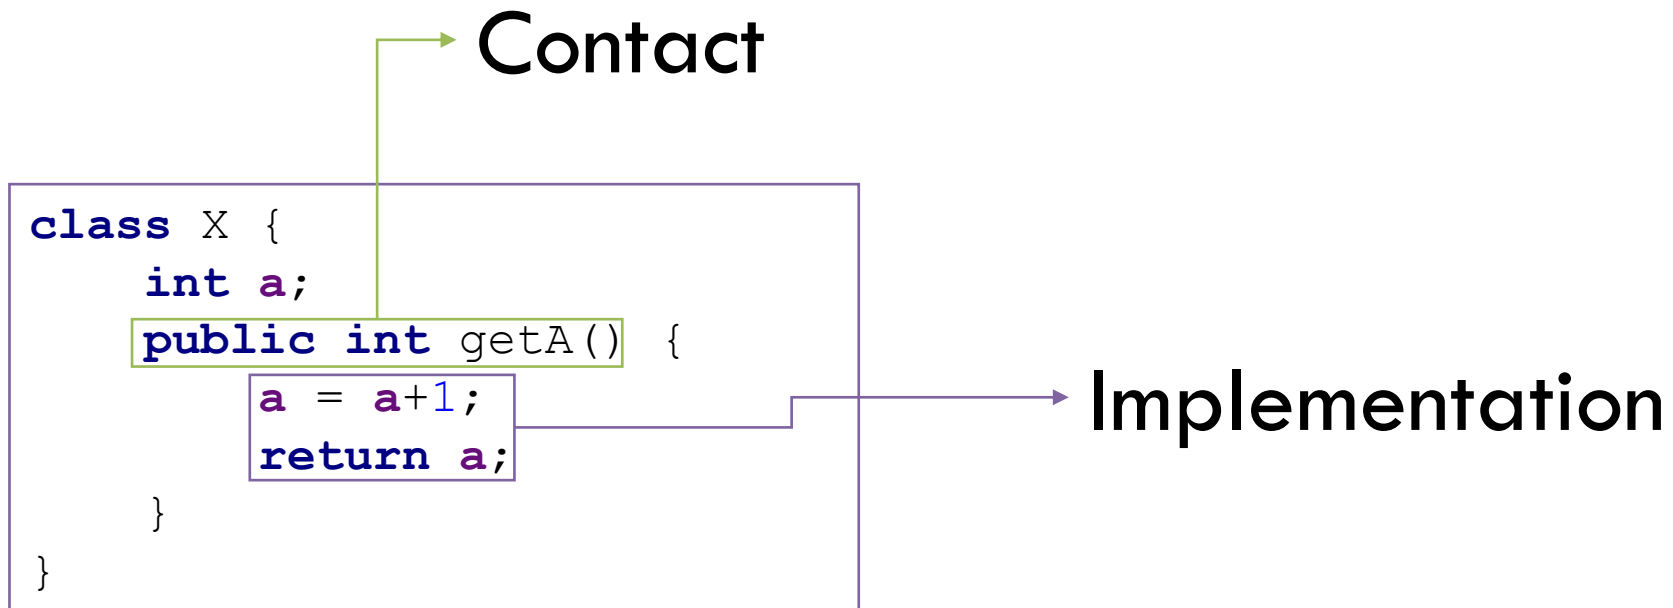 Contact
class X {
int a;
public int getA() {
a = a+1;
return a;
}
}
Implementation